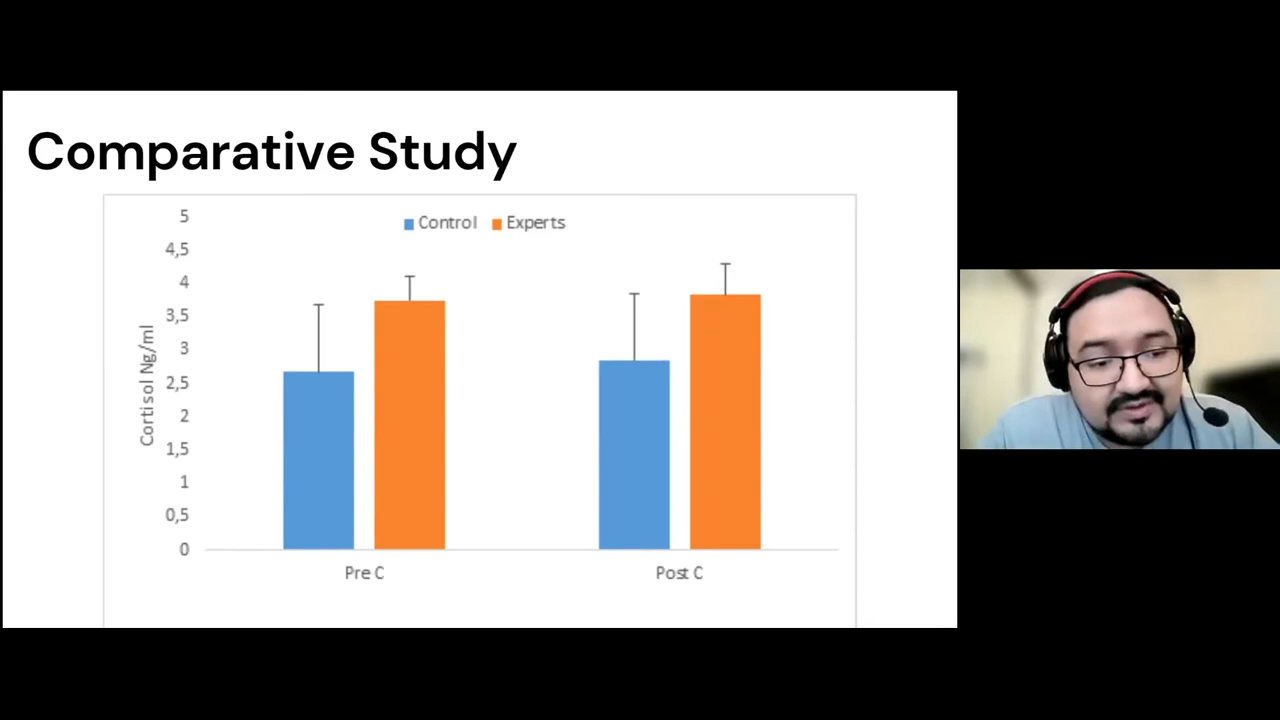 Comparative Study
Control Experts
5
4,5
4
3,5
3
2,5
2
1,5
1
0,5
0
Cortisol Ng/ml
Pre C Post C